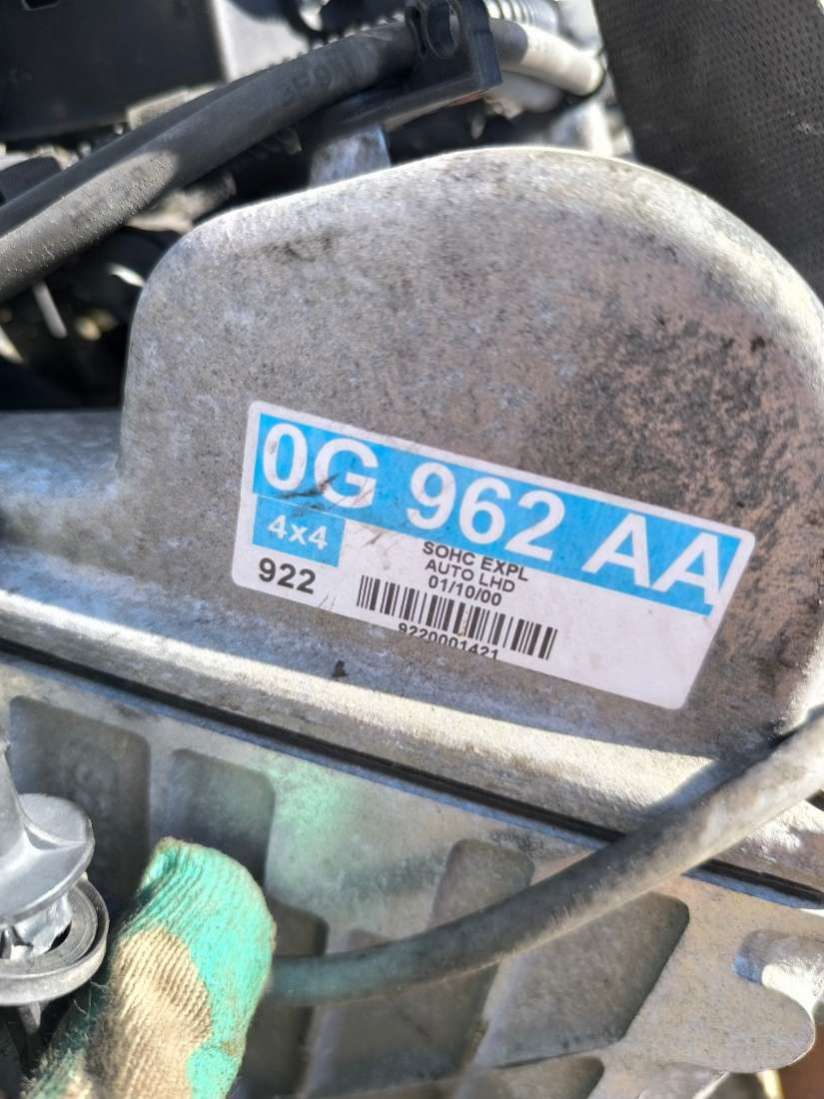 0G 962 AA
4x4
SOHC EXPL
AUTO LHD
922
01/10/00
9220001421